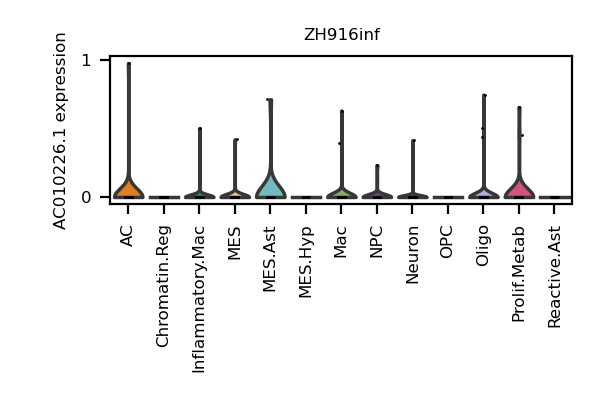 ZH916inf
AC010226.1 expression
1
0
AC
Chromatin.Reg
Inflammatory.Mac
MES
MES.Ast
MES.Hyp
Mac
NPC
Neuron
OPC
Oligo
Prolif.Metab
Reactive.Ast